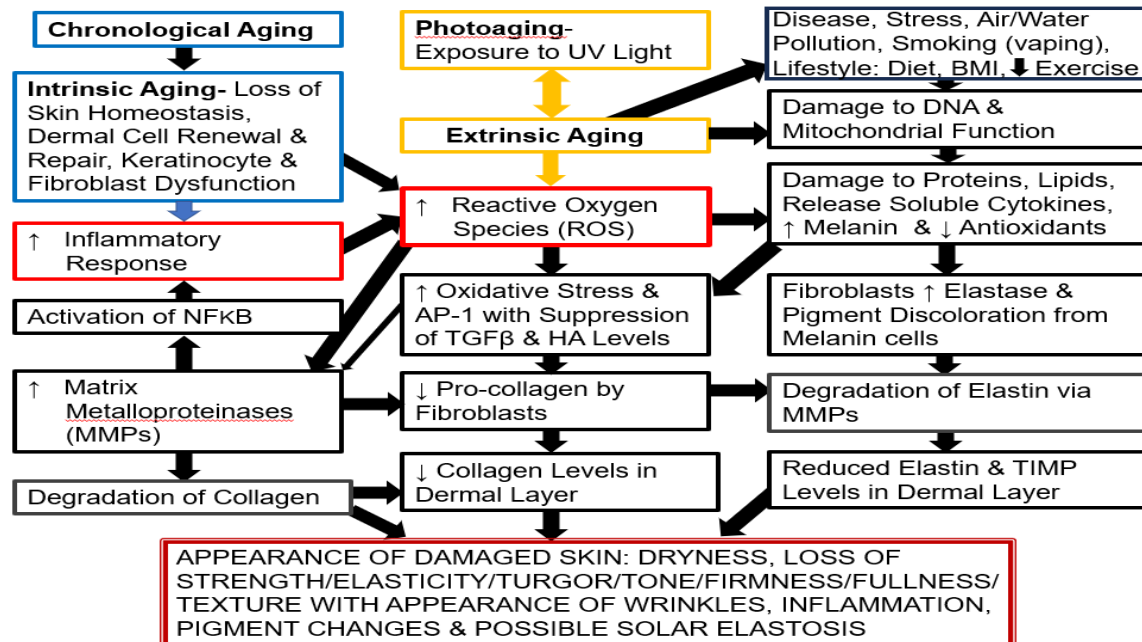 Chronological Aging
Intrinsic Aging- Loss of
Skin Homeostasis,
Dermal Cell Renewal &
Repair, Keratinocyte &
Fibroblast Dysfunction
↑ Inflammatory
Response
Activation of NFĸB
↑ Matrix
Metalloproteinases
(MMPs)
Degradation of Collagen
Photoaging-
Exposure to UV Light
Extrinsic Aging
↑ Reactive Oxygen
Species (ROS)
↑ Oxidative Stress &
AP-1 with Suppression
of TGFβ & HA Levels
↓ Pro-collagen by
Fibroblasts
↓ Collagen Levels in
Dermal Layer
Disease, Stress, Air/Water
Pollution, Smoking (vaping),
Lifestyle: Diet, BMI, ↓ Exercise
Damage to DNA &
Mitochondrial Function
Damage to Proteins, Lipids,
Release Soluble Cytokines,
↑ Melanin & ↓ Antioxidants
Fibroblasts ↑ Elastase &
Pigment Discoloration from
Melanin cells
Degradation of Elastin via
MMPs
Reduced Elastin & TIMP
Levels in Dermal Layer
APPEARANCE OF DAMAGED SKIN: DRYNESS, LOSS OF
STRENGTH/ELASTICITY/TURGOR/TONE/FIRMNESS/FULLNESS/
TEXTURE WITH APPEARANCE OF WRINKLES, INFLAMMATION,
PIGMENT CHANGES & POSSIBLE SOLAR ELASTOSIS